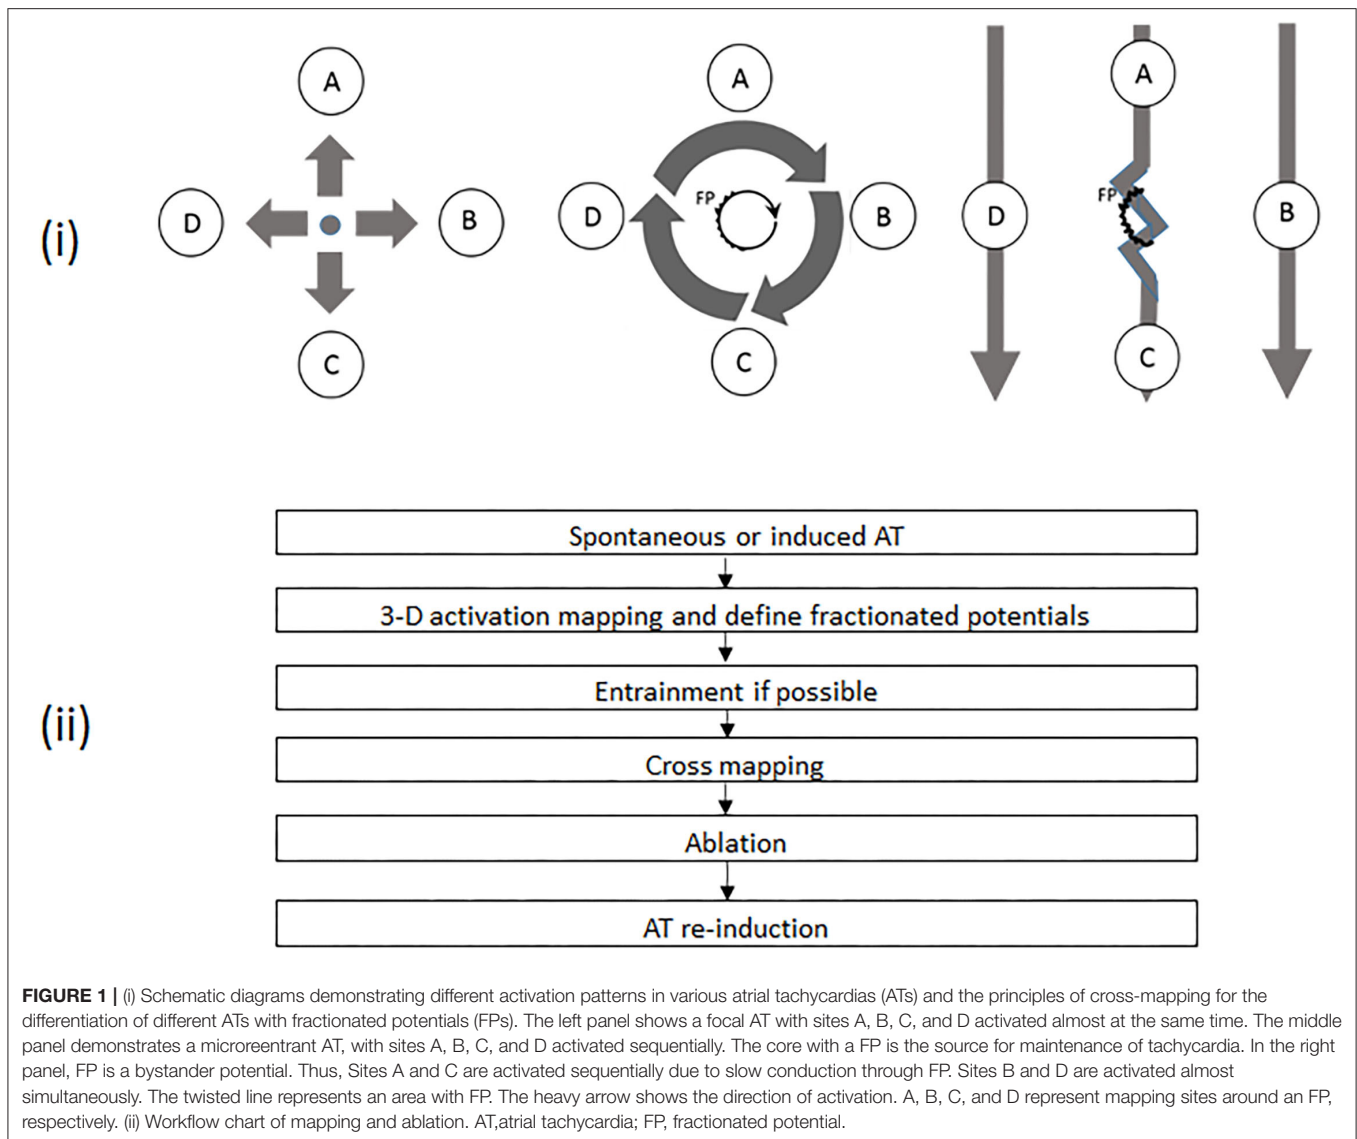 A
D
B
C
(i)
A
D
FP
B
C
D
A
FP
C
B
(ii)
Spontaneous or induced AT
3-D activation mapping and define fractionated potentials
Entrainment if possible
Cross mapping
Ablation
AT re-induction
FIGURE 1 | (i) Schematic diagrams demonstrating different activation patterns in various atrial tachycardias (ATs) and the principles of cross-mapping for the
differentiation of different ATs with fractionated potentials (FPs). The left panel shows a focal AT with sites A, B, C, and D activated almost at the same time. The middle
panel demonstrates a microreentrant AT, with sites A, B, C, and D activated sequentially. The core with a FP is the source for maintenance of tachycardia. In the right
panel, FP is a bystander potential. Thus, Sites A and C are activated sequentially due to slow conduction through FP. Sites B and D are activated almost
simultaneously. The twisted line represents an area with FP. The heavy arrow shows the direction of activation. A, B, C, and D represent mapping sites around an FP,
respectively. (ii) Workflow chart of mapping and ablation. AT,atrial tachycardia; FP, fractionated potential.